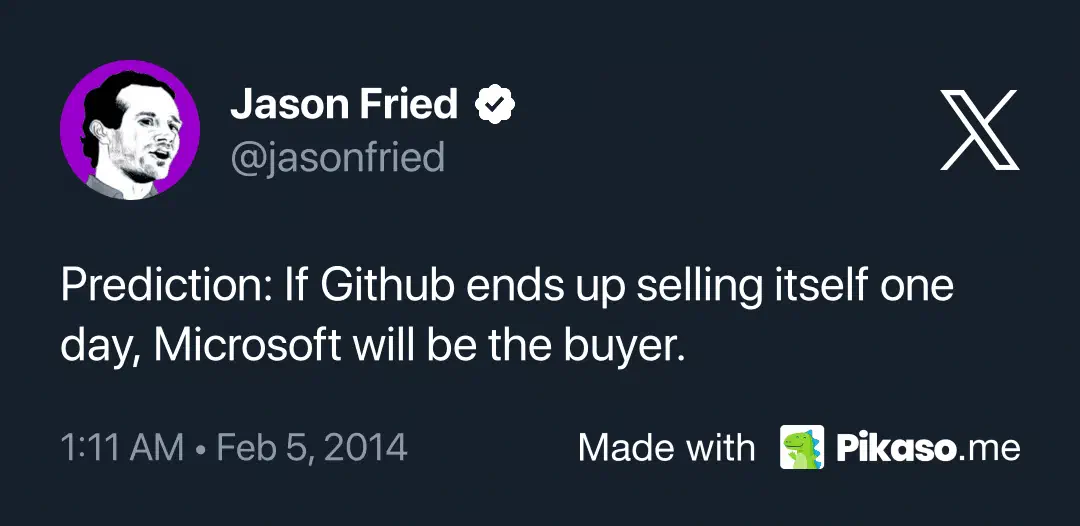 Jason Fried
@jasonfried
Prediction: If Github ends up selling itself one
day, Microsoft will be the buyer.
1:11 AM • Feb 5, 2014
Made with Pikaso.me